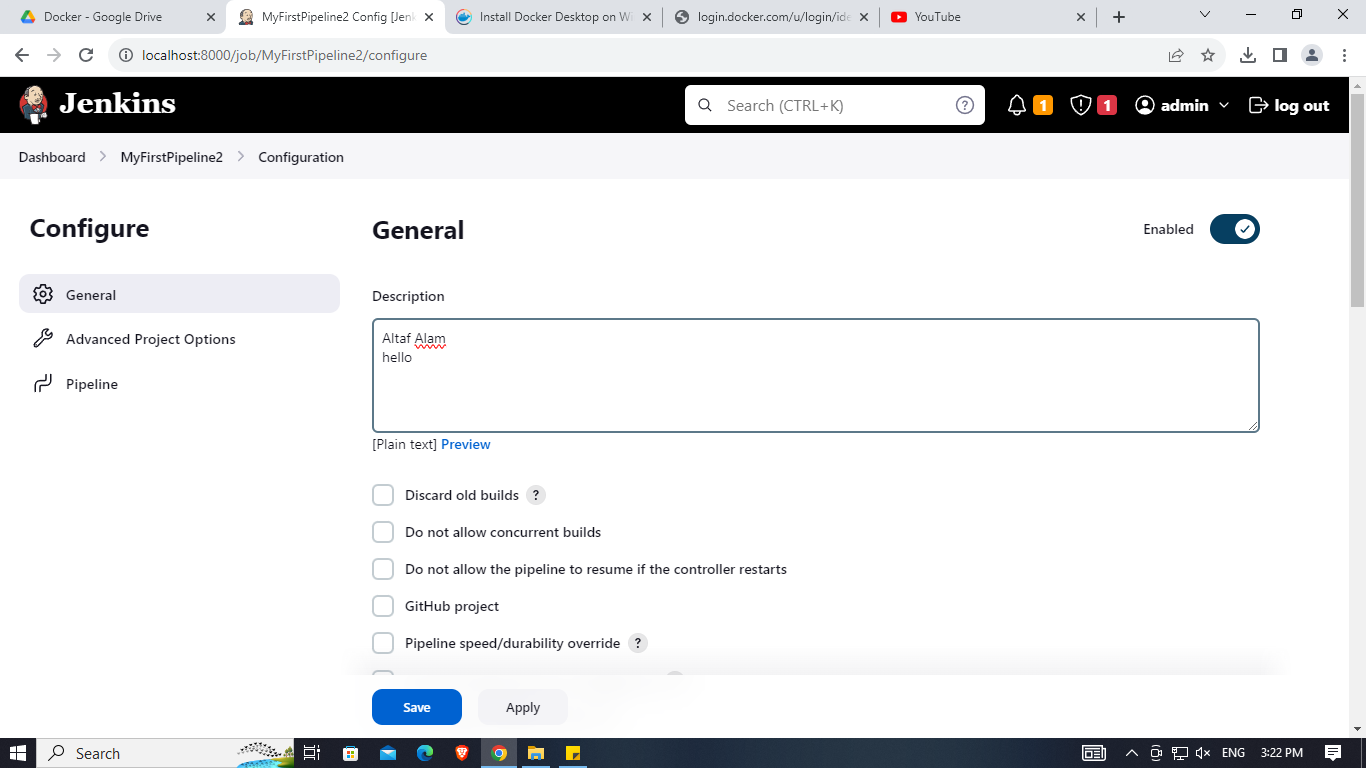 Docker - Google Drive
MyFirstPipeline2 Config [Jen
Install Docker Desktop on Wi
login.docker.com/u/login/ide
YouTube
localhost:8000/job/MyFirstPipeline2/configure
Jenkins
Search (CTRL+K)
?
1
1
admin
log out
Dashboard
MyFirstPipeline2
Configuration
Configure
General
Advanced Project Options
Pipeline
General
Enabled
Description
Altaf Alam
hello
[Plain text] Preview
Discard old builds ?
Do not allow concurrent builds
Do not allow the pipeline to resume if the controller restarts
GitHub project
Pipeline speed/durability override ?
Save
Apply
Search
ENG
3:22 PM